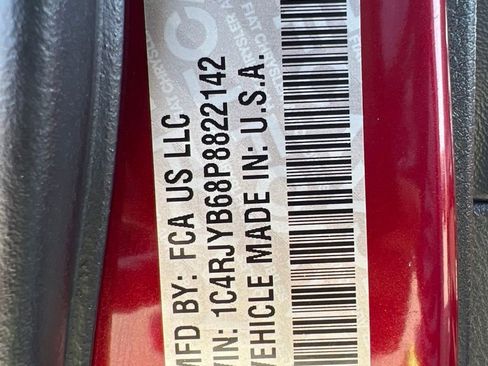 MFD BY: FCA US LLC
VIN: 1C4RJYB68P8822142
VEHICLE MADE IN: U.S.A.